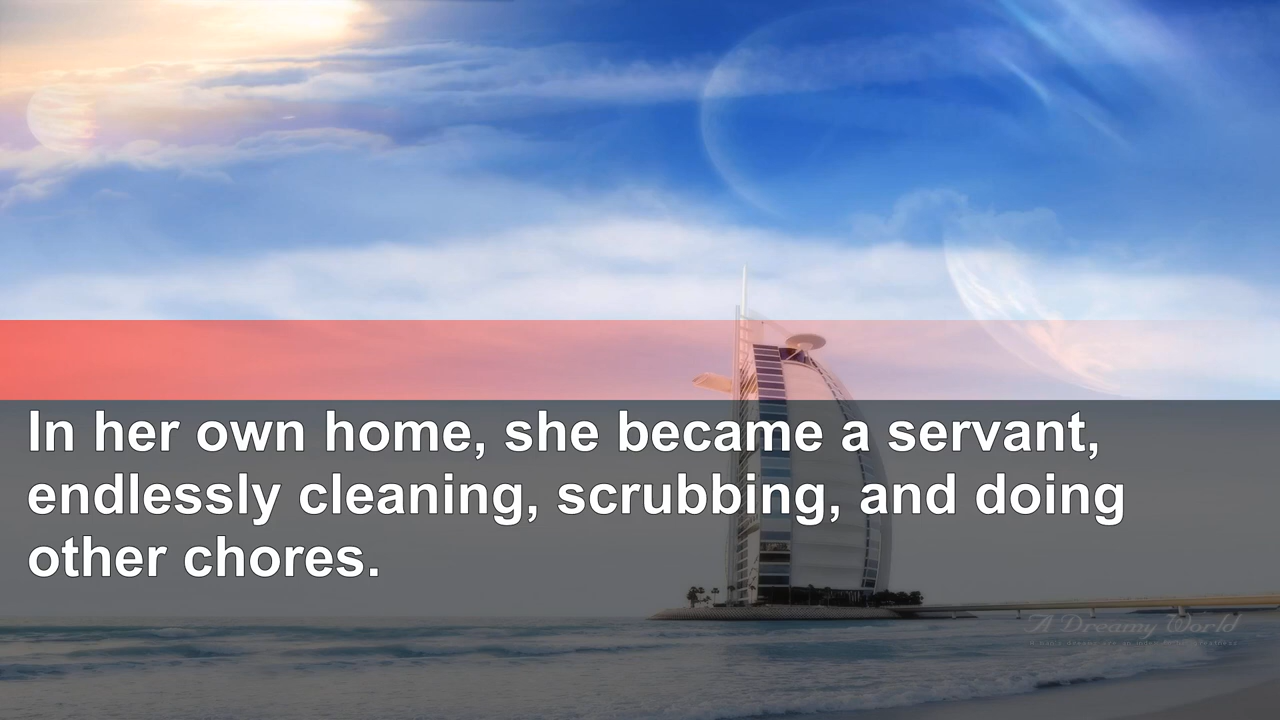 In her own home, she became a servant,
endlessly cleaning, scrubbing, and doing
other chores.
A Dreamy World